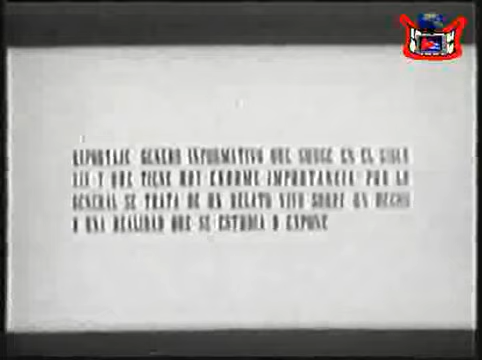 REPORTAJE GENERO INFORMATIVO QUE SURGE EN EL SIGLO
XIX Y QUE TIENE HOY ENORME IMPORTANCIA POR LO
GENERAL SE TRATA DE UN RELATO VIVO SOBRE UN HECHO
O UNA REALIDAD QUE SE ESTUDIA O EXPONE